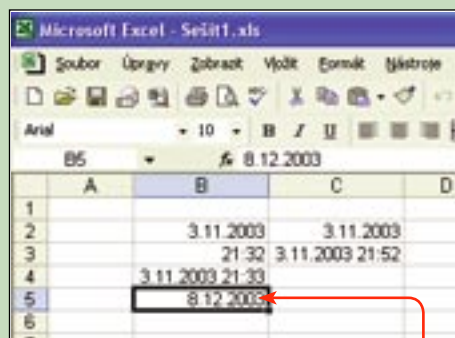 Microsoft Excel - Sešit1.xls
Soubor Úpravy Zobrazit Vložit Formát Nástroje
Arial 10 B I U
B5 fx 8.12.2003
A B C D
1
2 3.11.2003 3.11.2003
3 21:32 3.11.2003 21:52
4 3.11.2003 21:33
5 8.12.2003
6